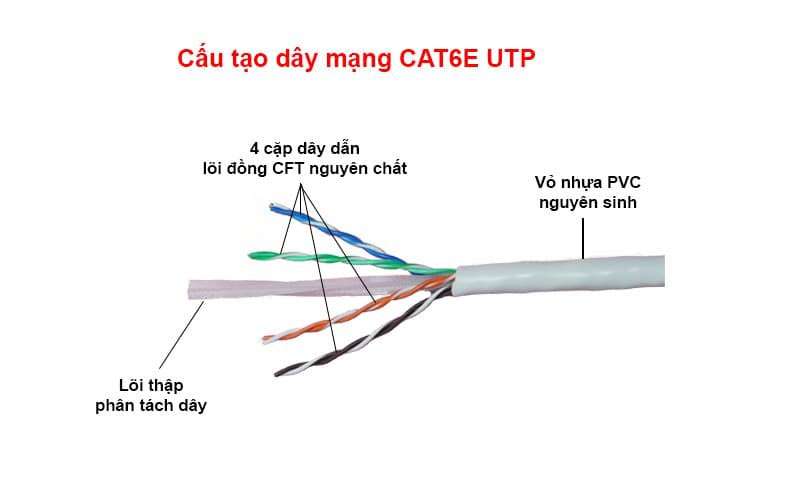 Cấu tạo dây mạng CAT6E UTP
4 cặp dây dẫn
lõi đồng CFT nguyên chất
Vỏ nhựa PVC
nguyên sinh
Lõi thập
phân tách dây